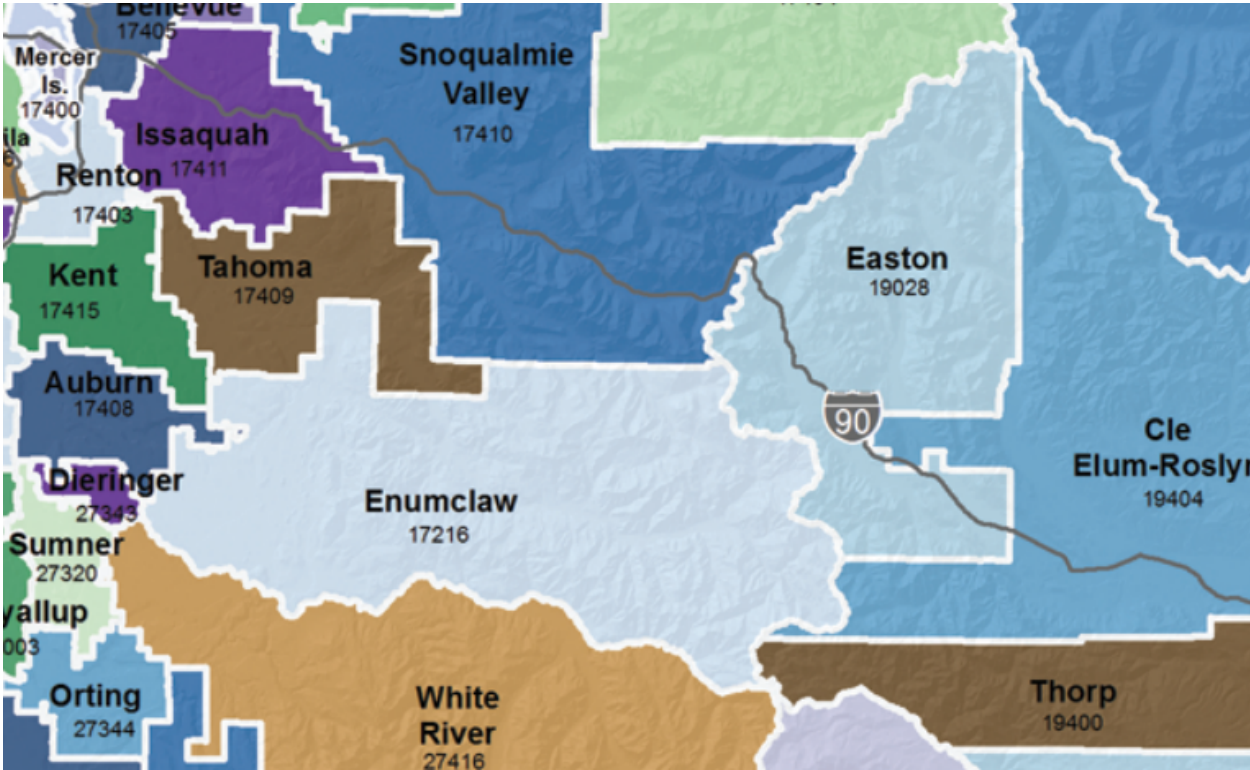 Bellevue
17405
Mercer
Is.
17400
Snoqualmie
Valley
17410
Issaquah
17411
Renton
17403
Kent
17415
Tahoma
17409
Easton
19028
Auburn
17408
90
Cle
Elum-Roslyn
19404
Dieringer
27343
Enumclaw
17216
Sumner
27320
yallup
003
Orting
27344
White
River
27416
Thorp
19400